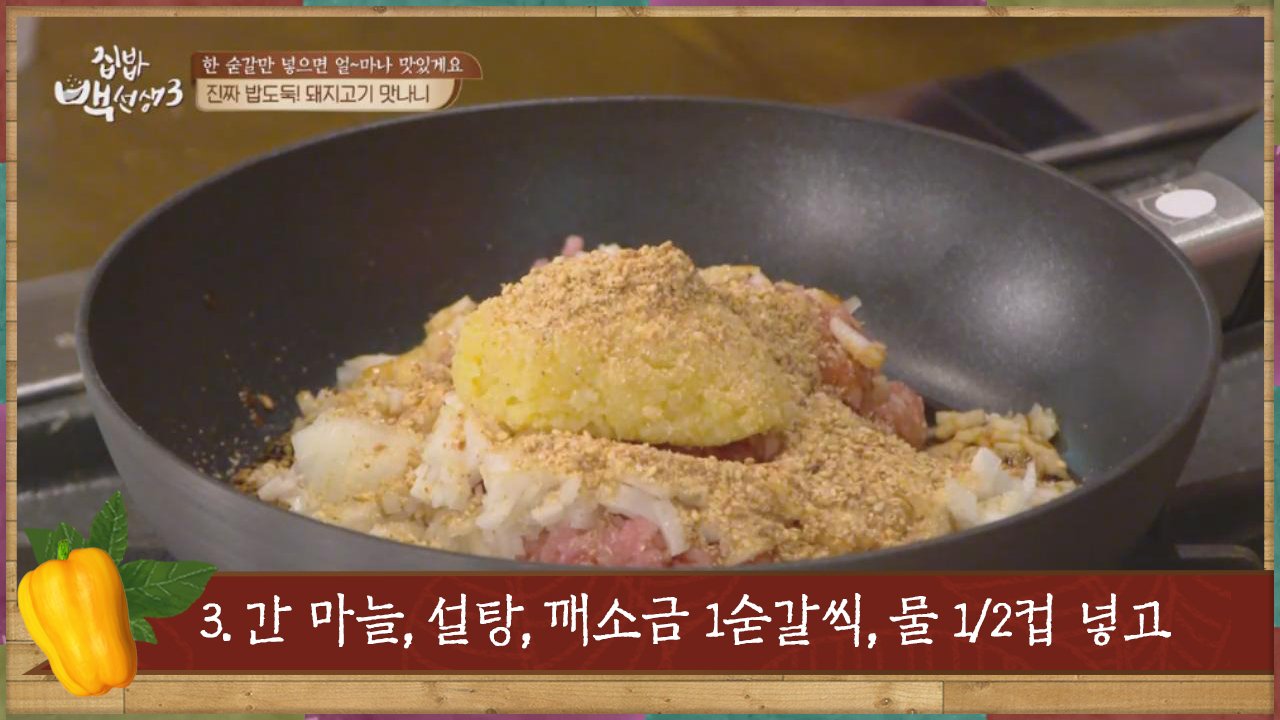 집밥
백선생3
한 숟갈만 넣으면 얼~마나 맛있게요
진짜 밥도둑! 돼지고기 맛나니
3. 간 마늘, 설탕, 깨소금 1숟갈씩, 물 1/2컵 넣고